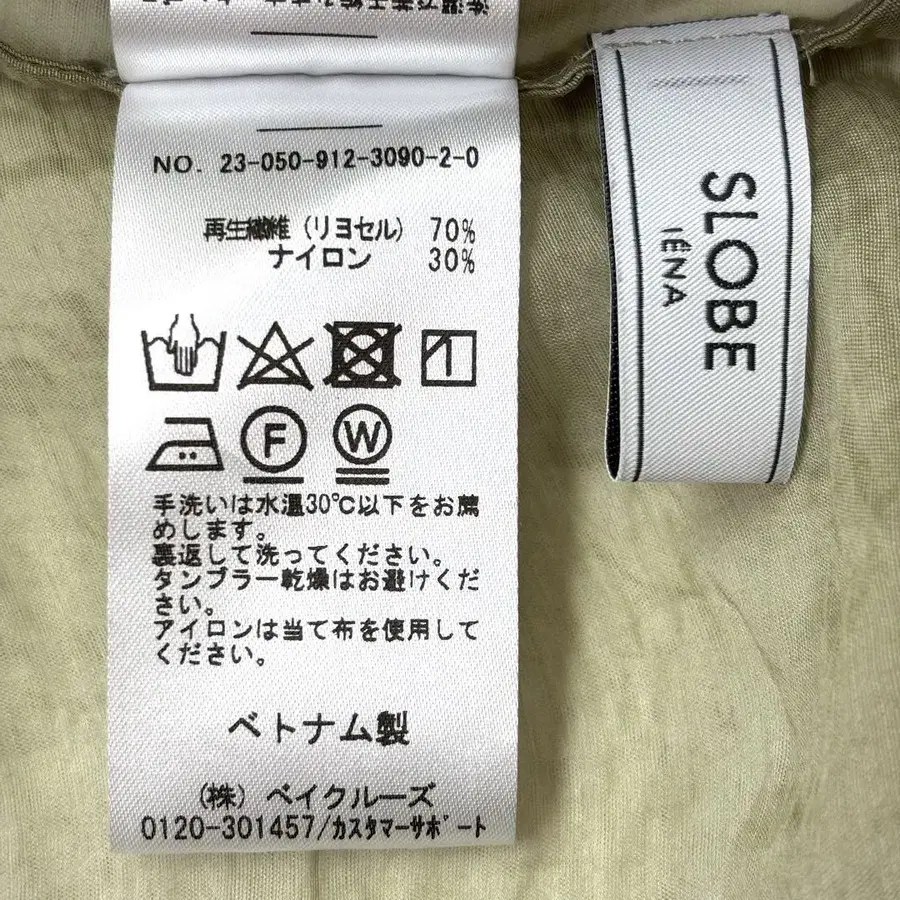 NO. 23-050-912-3090-2-0
再生繊維（リヨセル） 70%
ナイロン 30%
F
W
手洗いは水温30℃以下をお薦
めします。
裏返して洗ってください。
タンブラー乾燥はお避けくだ
さい。
アイロンは当て布を使用して
ください。
ベトナム製
（株）ベイクルーズ
0120-301457/ｶｽﾀﾏｰｻﾎﾟｰﾄ
SLOBE
IÉNA